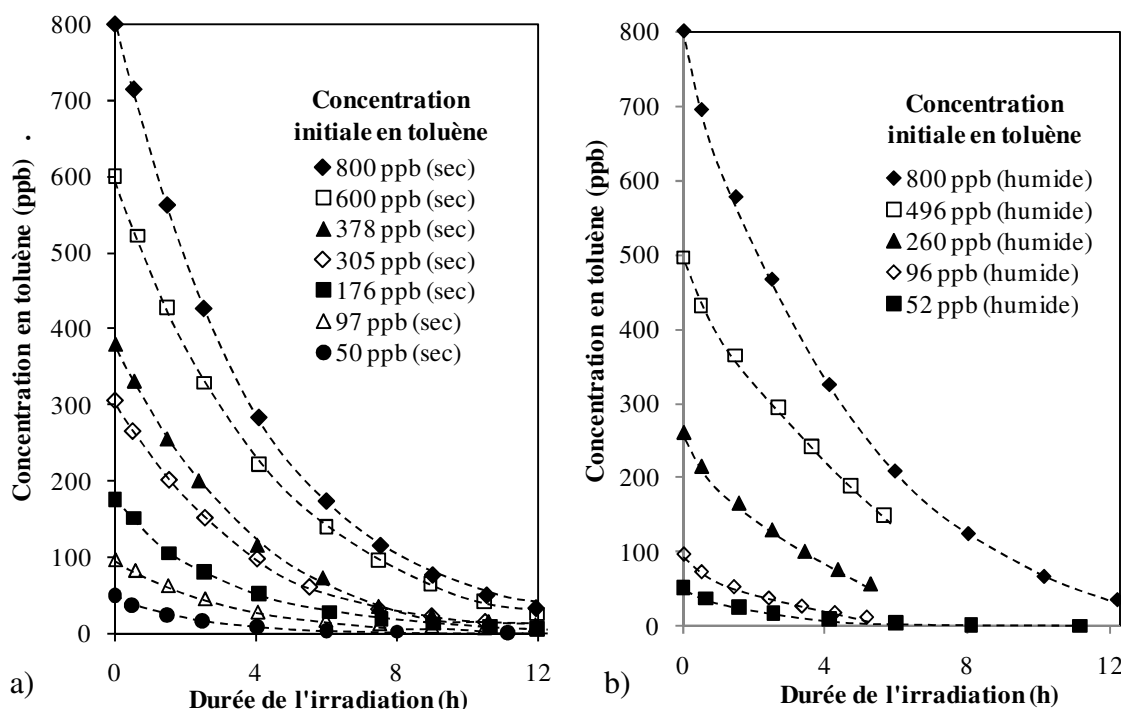 800
700
600
500
400
300
200
100
0
Concentration en toluène (ppb) .
Concentration
initiale en toluène
800 ppb (sec)
600 ppb (sec)
378 ppb (sec)
305 ppb (sec)
176 ppb (sec)
97 ppb (sec)
50 ppb (sec)
0 4 8 12
a) Durée de l'irradiation (h)
800
700
600
500
400
300
200
100
0
Concentration en toluène (ppb)
Concentration
initiale en toluène
800 ppb (humide)
496 ppb (humide)
260 ppb (humide)
96 ppb (humide)
52 ppb (humide)
0 4 8 12
b) Durée de l'irradiation (h)